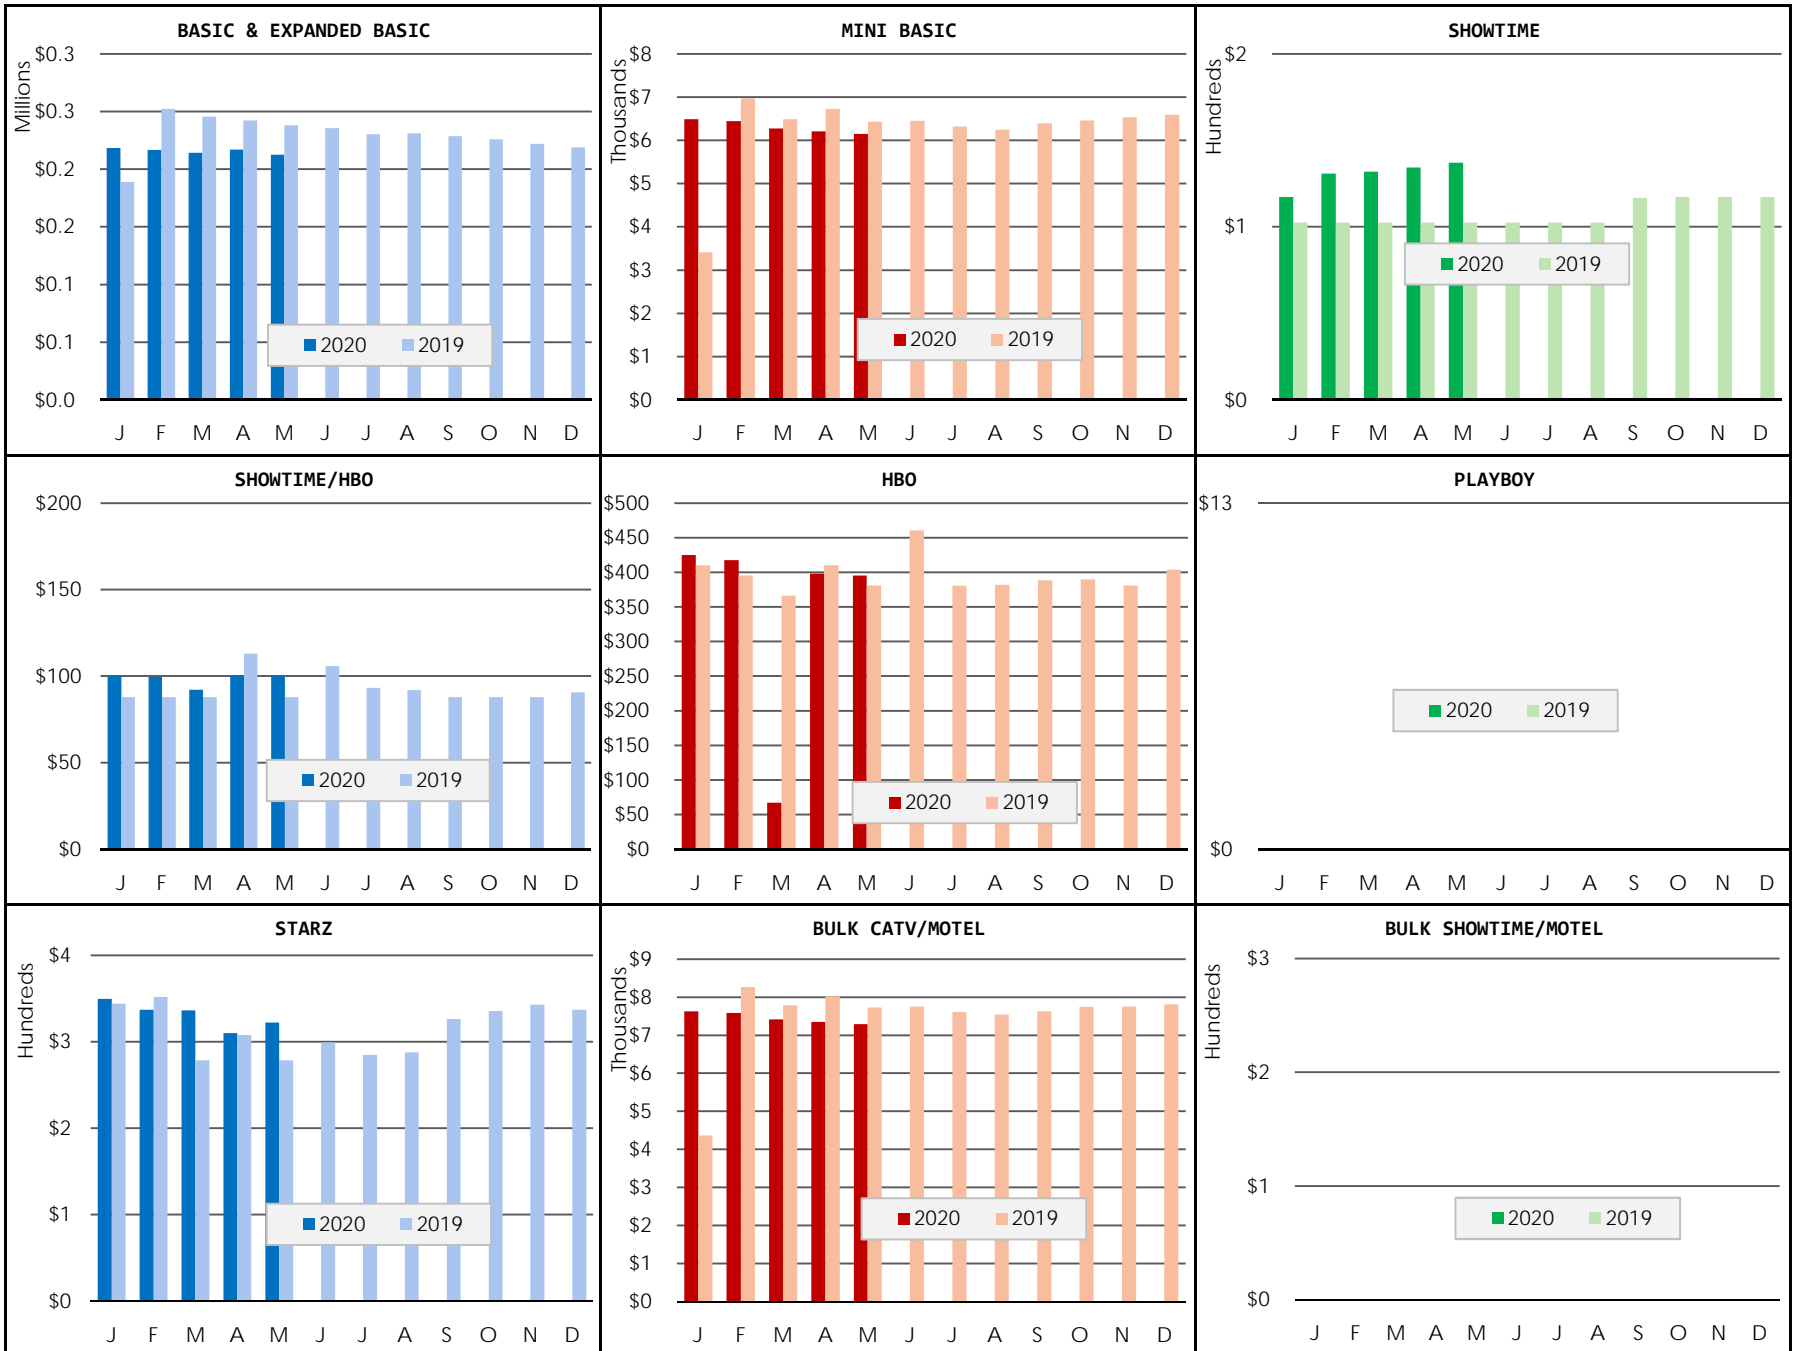 BASIC & EXPANDED BASIC
Millions
$0.3
$0.3
$0.2
$0.2
$0.1
$0.1
$0.0
2020 2019
J F M A M J J A S O N D
MINI BASIC
Thousands
$8
$7
$6
$5
$4
$3
$2
$1
$0
2020 2019
J F M A M J J A S O N D
SHOWTIME
Hundreds
$2
$1
$0
2020 2019
J F M A M J J A S O N D
SHOWTIME/HBO
$200
$150
$100
$50
$0
2020 2019
J F M A M J J A S O N D
HBO
$500
$450
$400
$350
$300
$250
$200
$150
$100
$50
$0
2020 2019
J F M A M J J A S O N D
PLAYBOY
$13
$0
2020 2019
J F M A M J J A S O N D
STARZ
Hundreds
$4
$3
$2
$1
$0
2020 2019
J F M A M J J A S O N D
BULK CATV/MOTEL
Thousands
$9
$8
$7
$6
$5
$4
$3
$2
$1
$0
2020 2019
J F M A M J J A S O N D
BULK SHOWTIME/MOTEL
Hundreds
$3
$2
$1
$0
2020 2019
J F M A M J J A S O N D